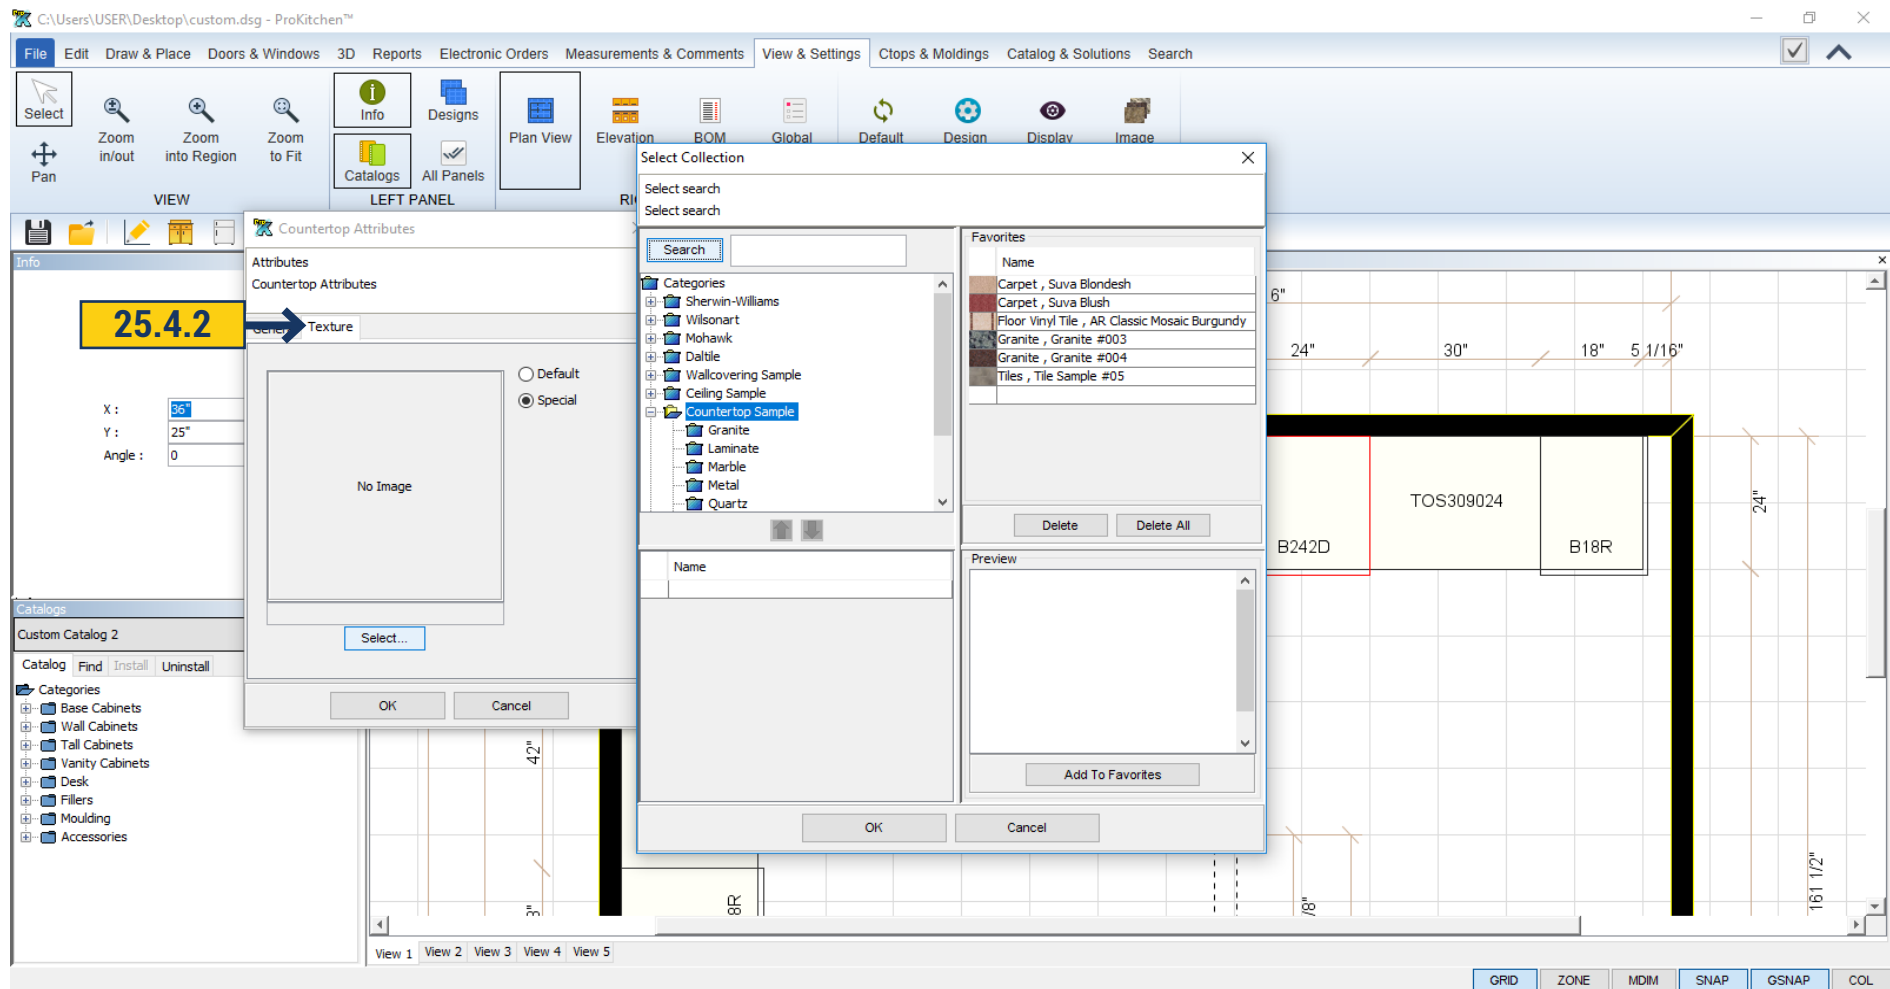 C:\Users\USER\Desktop\custom.dsg - ProKitchen™
File Edit Draw & Place Doors & Windows 3D Reports Electronic Orders Measurements & Comments View & Settings Ctops & Moldings Catalog & Solutions Search
Select
Pan
Zoom in/out
Zoom into Region
Zoom to Fit
VIEW
Info
Catalogs
Designs
All Panels
LEFT PANEL
Plan View
Elevation
BOM
Global
Default
Design
Display
Image
RI
Info
25.4.2
X :
36"
Y :
25"
Angle :
0
Countertop Attributes
Attributes
Countertop Attributes
Texture
No Image
Default
Special
Select...
OK
Cancel
Select Collection
Select search
Select search
Search
Categories
Sherwin-Williams
Wilsonart
Mohawk
Daltile
Wallcovering Sample
Ceiling Sample
Countertop Sample
Granite
Laminate
Marble
Metal
Quartz
Name
Favorites
Name
Carpet , Suva Blondesh
Carpet , Suva Blush
Floor Vinyl Tile , AR Classic Mosaic Burgundy
Granite , Granite #003
Granite , Granite #004
Tiles , Tile Sample #05
Delete
Delete All
Preview
Add To Favorites
OK
Cancel
Catalogs
Custom Catalog 2
Catalog Find Install Uninstall
Categories
Base Cabinets
Wall Cabinets
Tall Cabinets
Vanity Cabinets
Desk
Fillers
Moulding
Accessories
6"
24"
30"
18"
5 1/16"
24"
TOS309024
B242D
B18R
42"
8R
/8"
161 1/2"
View 1 View 2 View 3 View 4 View 5
GRID ZONE MDIM SNAP GSNAP COL